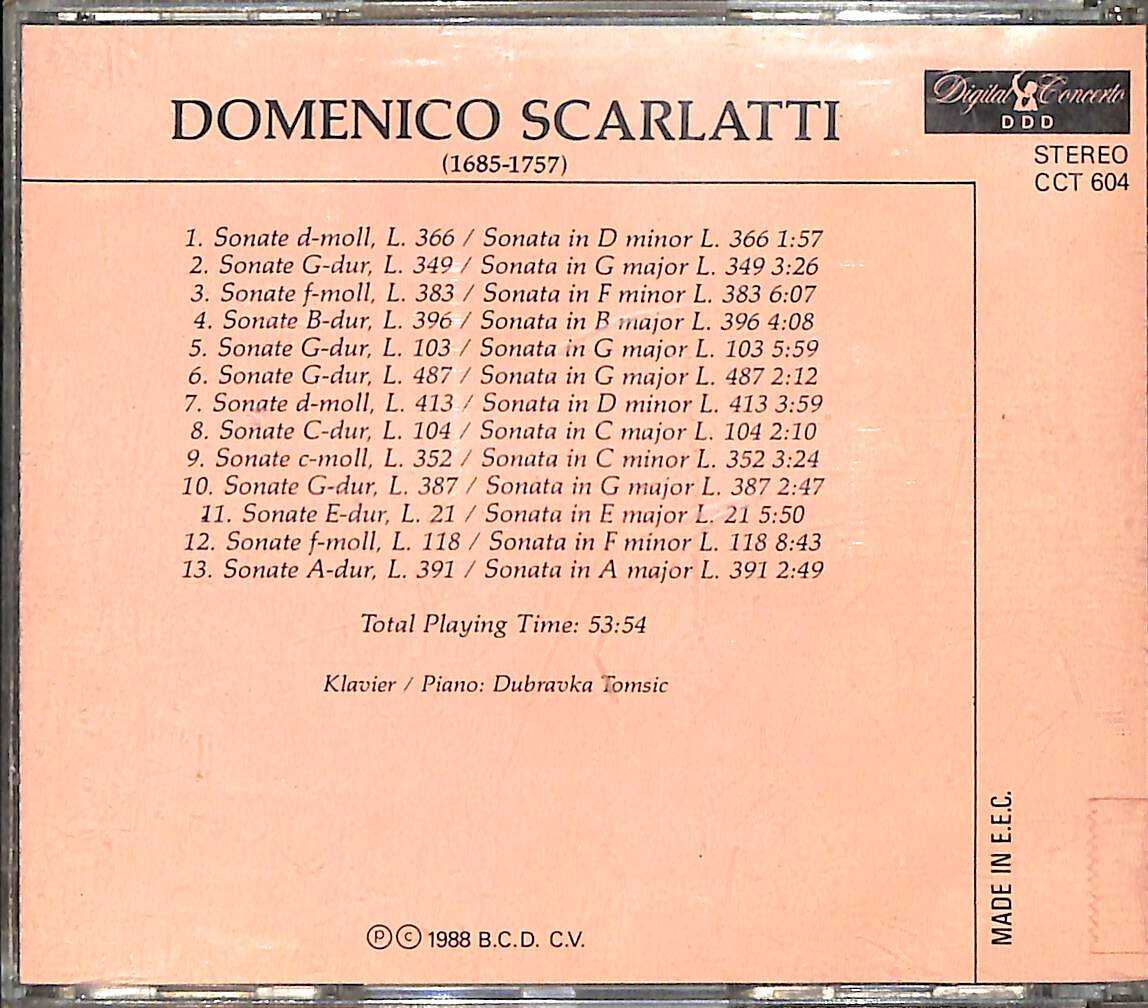 DOMENICO SCARLATTI
(1685-1757)
Digital Concerto
DDD
STEREO
CCT 604
1. Sonate d-moll, L. 366 / Sonata in D minor L. 366 1:57
2. Sonate G-dur, L. 349 / Sonata in G major L. 349 3:26
3. Sonate f-moll, L. 383 / Sonata in F minor L. 383 6:07
4. Sonate B-dur, L. 396 / Sonata in B major L. 396 4:08
5. Sonate G-dur, L. 103 / Sonata in G major L. 103 5:59
6. Sonate G-dur, L. 487 / Sonata in G major L. 487 2:12
7. Sonate d-moll, L. 413 / Sonata in D minor L. 413 3:59
8. Sonate C-dur, L. 104 / Sonata in C major L. 104 2:10
9. Sonate c-moll, L. 352 / Sonata in C minor L. 352 3:24
10. Sonate G-dur, L. 387 / Sonata in G major L. 387 2:47
11. Sonate E-dur, L. 21 / Sonata in E major L. 21 5:50
12. Sonate f-moll, L. 118 / Sonata in F minor L. 118 8:43
13. Sonate A-dur, L. 391 / Sonata in A major L. 391 2:49
Total Playing Time: 53:54
Klavier / Piano: Dubravka Tomsic
MADE IN E.E.C.
℗ © 1988 B.C.D. C.V.